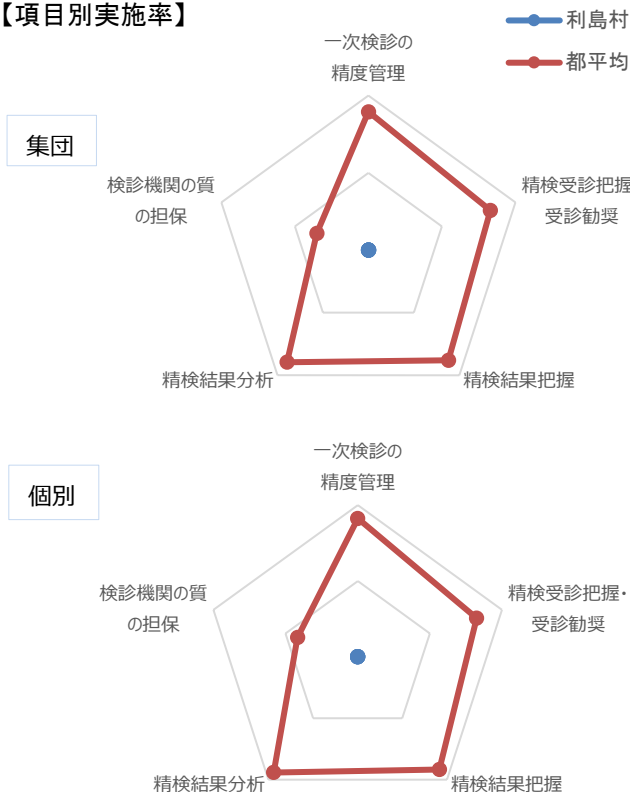 【項目別実施率】
利島村
都平均
集団
一次検診の
精度管理
精検受診把握
受診勧奨
精検結果把握
精検結果分析
検診機関の質
の担保
個別
一次検診の
精度管理
精検受診把握・
受診勧奨
精検結果把握
精検結果分析
検診機関の質
の担保